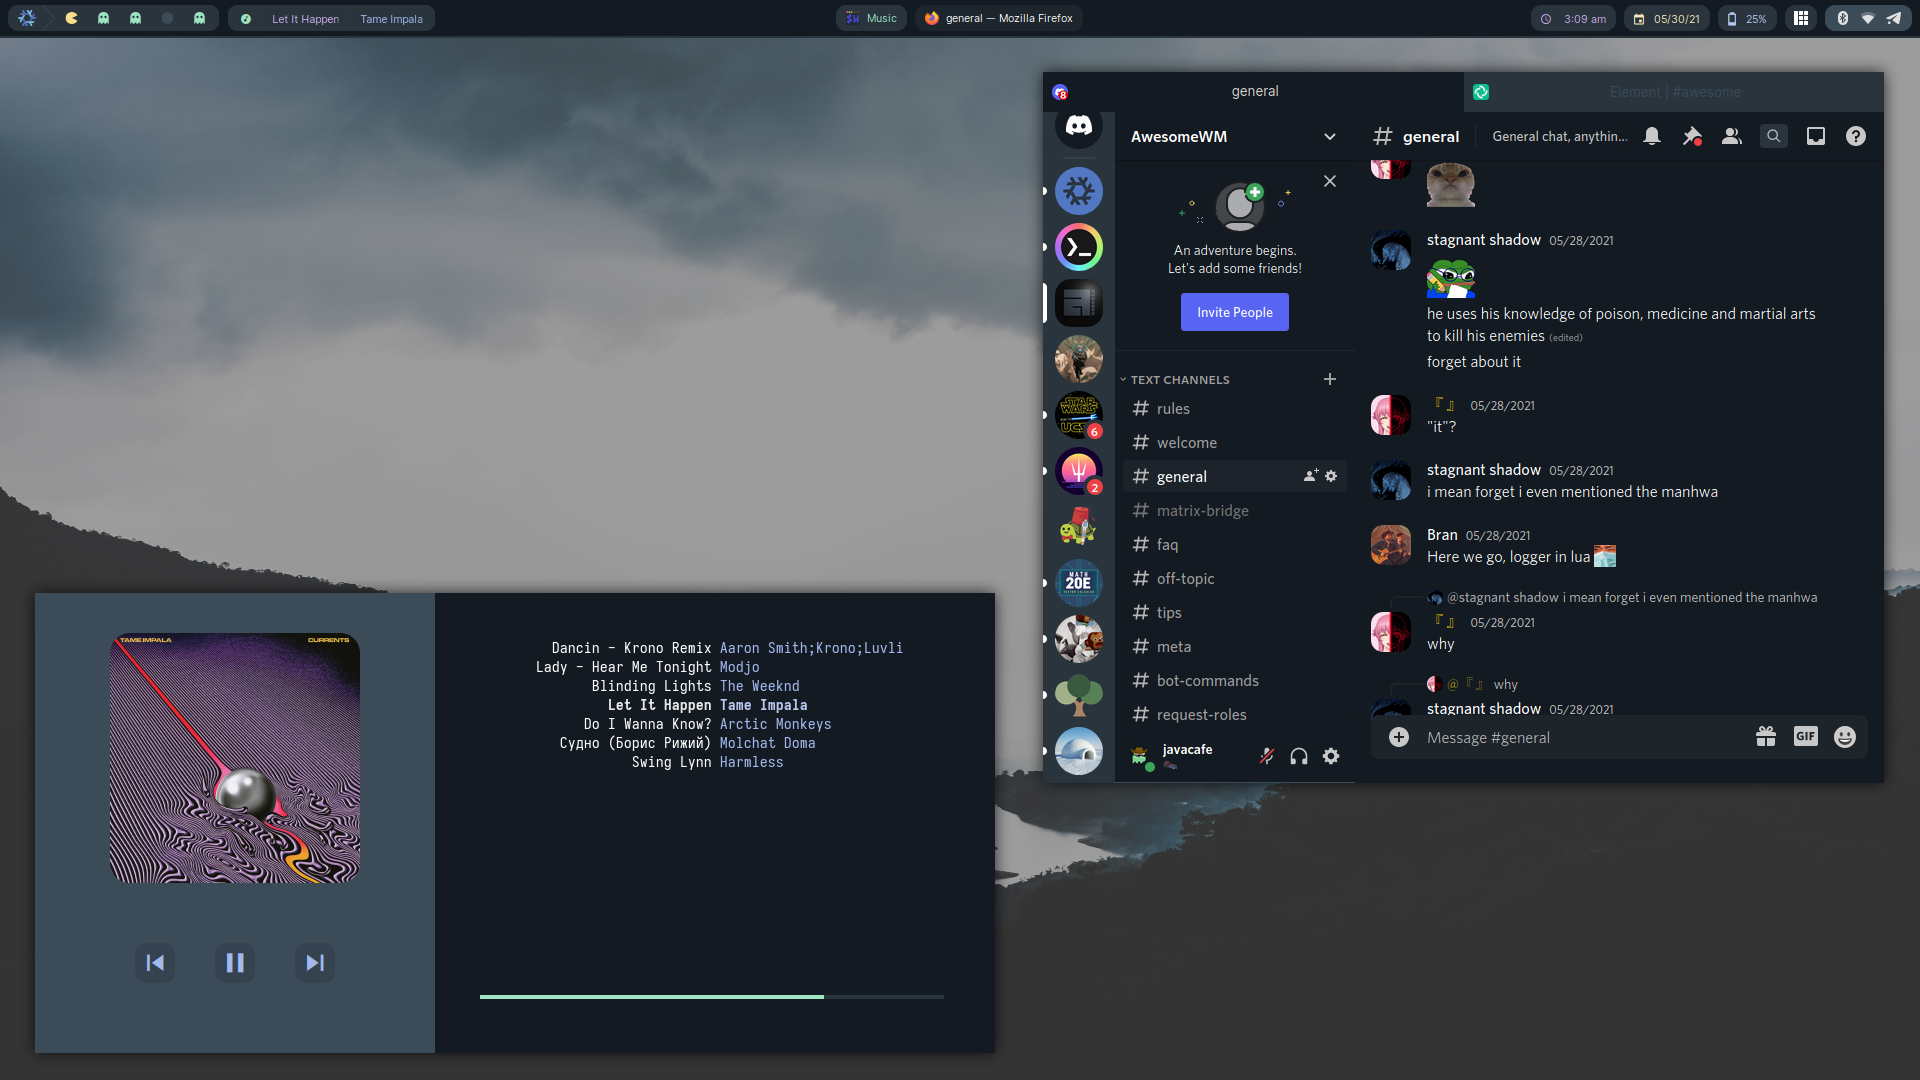 Let It Happen Tame Impala
Music
general — Mozilla Firefox
3:09 am
05/30/21
25%
general
Element | #awesome
AwesomeWM
general
General chat, anythin...
An adventure begins.
Let's add some friends!
Invite People
TEXT CHANNELS
# rules
# welcome
# general
# matrix-bridge
# faq
# off-topic
# tips
# meta
# bot-commands
# request-roles
STAR WARS
UCS
6
2
MATH
20E
javacafe
stagnant shadow 05/28/2021
he uses his knowledge of poison, medicine and martial arts
to kill his enemies (edited)
forget about it
『』 05/28/2021
"it"?
stagnant shadow 05/28/2021
i mean forget i even mentioned the manhwa
Bran 05/28/2021
Here we go, logger in lua
@stagnant shadow i mean forget i even mentioned the manhwa
『』 05/28/2021
why
@『』 why
stagnant shadow 05/28/2021
Message #general
GIF
TAME IMPALA CURRENTS
Dancin - Krono Remix Aaron Smith;Krono;Luvli
Lady - Hear Me Tonight Modjo
Blinding Lights The Weeknd
Let It Happen Tame Impala
Do I Wanna Know? Arctic Monkeys
Судно (Борис Рижий) Molchat Doma
Swing Lynn Harmless